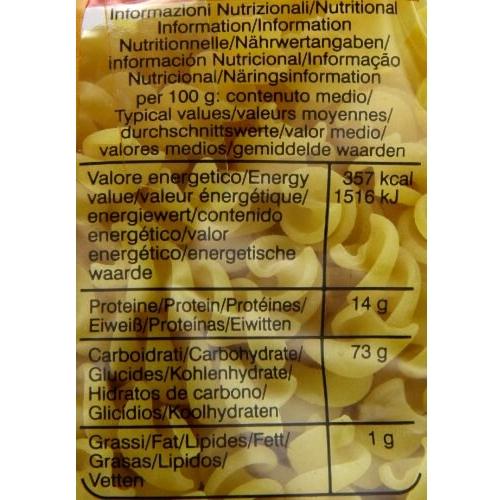 Informazioni Nutrizionali/Nutritional
Information/Information
Nutritionnelle/Nährwertangaben/
información Nutricional/Informação
Nutricional/Näringsinformation
per 100 g: contenuto medio/
Typical values/valeurs moyennes/
durchschnittswerte/valor medio/
valores medios/gemiddelde waarden
Valore energetico/Energy
value/valeur énergétique/
energiewert/contenido
energético/valor
energético/energetische
waarde
357 kcal
1516 kJ
Proteine/Protein/Protéines/
Eiweiß/Proteínas/Eiwitten
14 g
Carboidrati/Carbohydrate/
Glucides/Kohlenhydrate/
Hidratos de carbono/
Glicídios/Koolhydraten
73 g
Grassi/Fat/Lipides/Fett/
Grasas/Lipidos/
Vetten
1 g